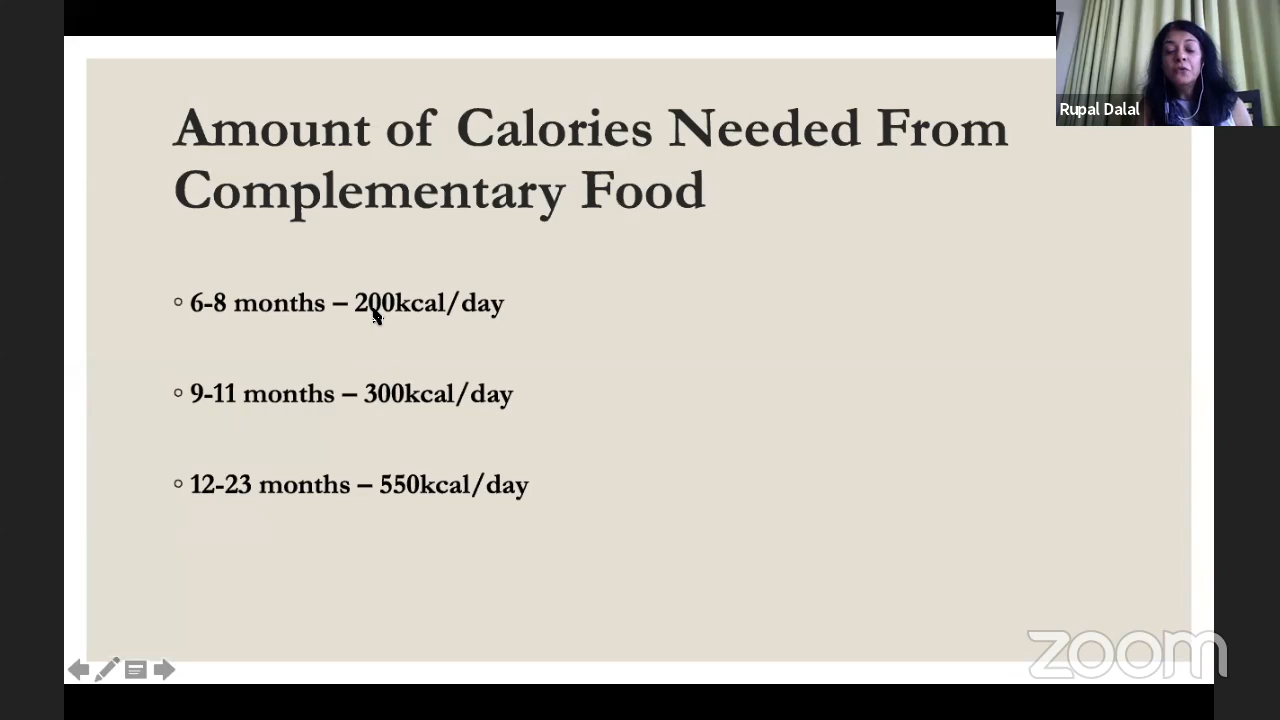 Amount of Calories Needed From
Complementary Food
6-8 months – 200kcal/day
9-11 months – 300kcal/day
12-23 months – 550kcal/day
Rupal Dalal
zoom